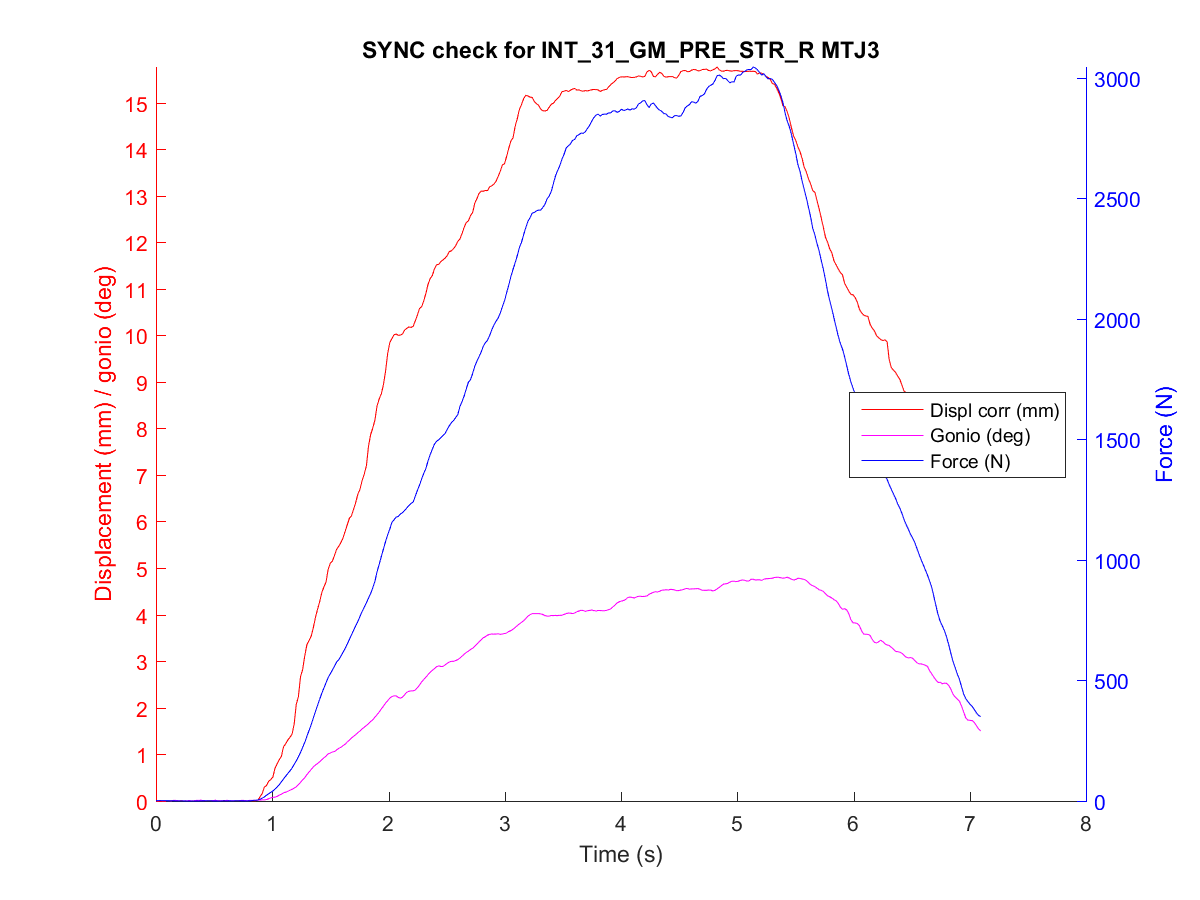 SYNC check for INT_31_GM_PRE_STR_R MTJ3
Displacement (mm) / gonio (deg)
15
14
13
12
11
10
9
8
7
6
5
4
3
2
1
0
3000
2500
2000
1500
1000
500
0
Force (N)
Displ corr (mm)
Gonio (deg)
Force (N)
0 1 2 3 4 5 6 7 8
Time (s)